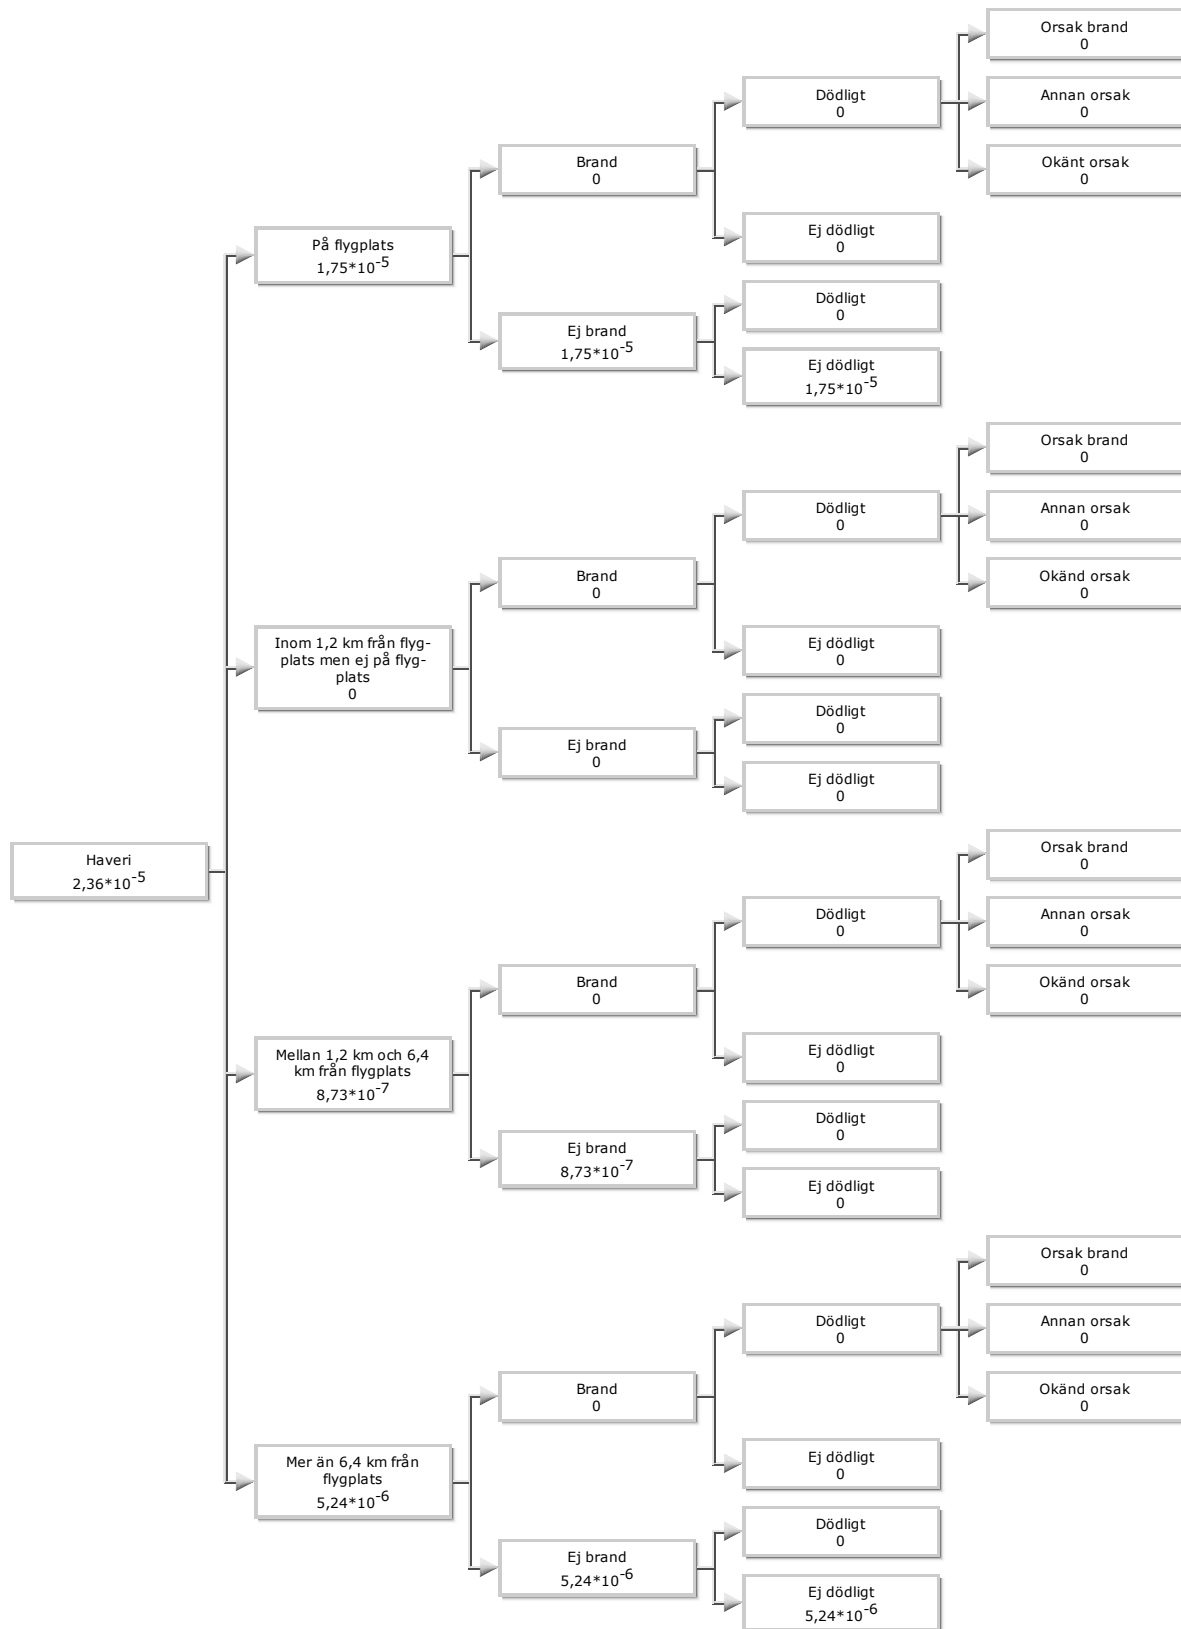 Haveri
2,36*10^-5
På flygplats
1,75*10^-5
Brand
0
Dödligt
0
Orsak brand
0
Annan orsak
0
Okänt orsak
0
Ej dödligt
0
Ej brand
1,75*10^-5
Dödligt
0
Ej dödligt
1,75*10^-5
Inom 1,2 km från flyg-
plats men ej på flyg-
plats
0
Brand
0
Dödligt
0
Orsak brand
0
Annan orsak
0
Okänd orsak
0
Ej dödligt
0
Ej brand
0
Dödligt
0
Ej dödligt
0
Mellan 1,2 km och 6,4
km från flygplats
8,73*10^-7
Brand
0
Dödligt
0
Orsak brand
0
Annan orsak
0
Okänd orsak
0
Ej dödligt
0
Ej brand
8,73*10^-7
Dödligt
0
Ej dödligt
0
Mer än 6,4 km från
flygplats
5,24*10^-6
Brand
0
Dödligt
0
Orsak brand
0
Annan orsak
0
Okänd orsak
0
Ej dödligt
0
Ej brand
5,24*10^-6
Dödligt
0
Ej dödligt
5,24*10^-6